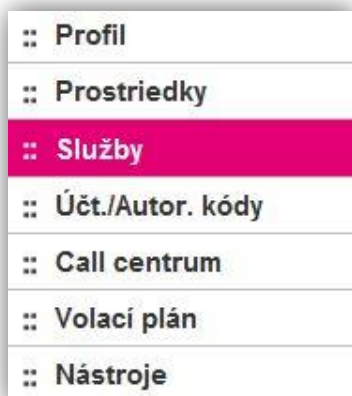 :: Profil
:: Prostriedky
:: Služby
:: Účt./Autor. kódy
:: Call centrum
:: Volací plán
:: Nástroje